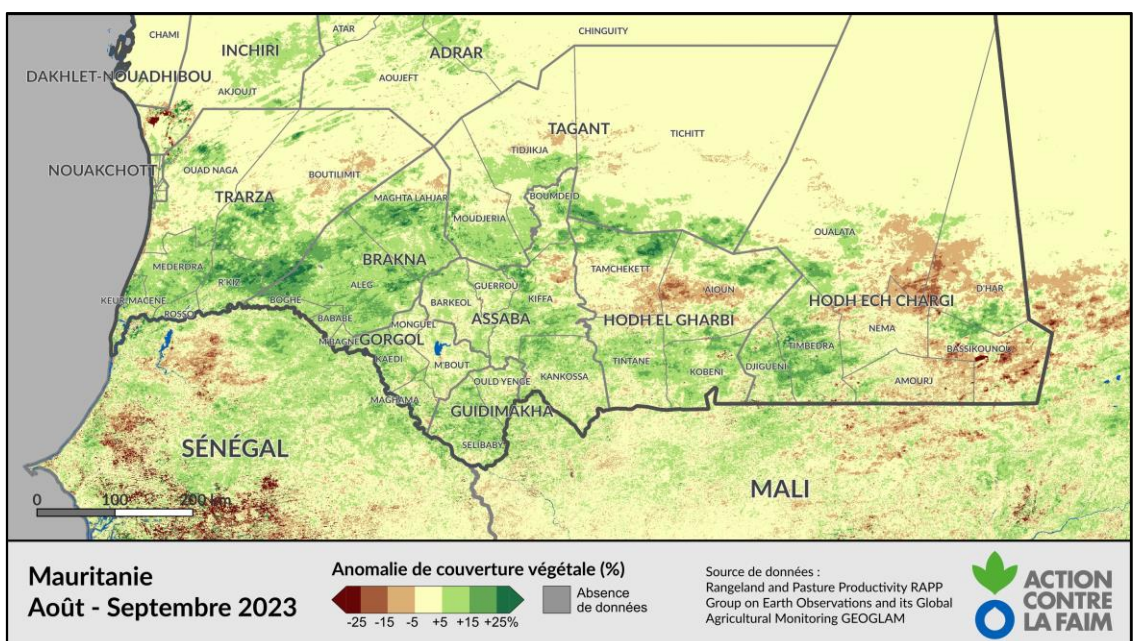 CHAMI
ATAR
CHINGUITY
INCHIRI
ADRAR
DAKHLET-NOUADHIBOU
AOUJEFT
AKJOUJT
TAGANT
TICHITT
TIDJIKJA
NOUAKCHOTT
OUAD NAGA
BOUTILIMIT
TRARZA
MAGHTA LAHJAR
BOUMDEID
MOUDJERIA
OUALATA
BRAKNA
MEDERDRA
R'KIZ
ALEG
GUERROU
TAMCHEKETT
AIOUN
D'HAR
KEUR-MACENE
ROSSO
BOGHE
BARKEOL
KIFFA
HODH ECH CHARGI
BABABE
MONGUEL
ASSABA
HODH EL GHARBI
NEMA
M'BAGNE
GORGOL
TIMBEDRA
BASSIKOUNOU
KAEDI
M'BOUT
TINTANE
KOBENI
DJIGUENI
AMOURJ
OULD YENGE
KANKOSSA
MAGHAMA
GUIDIMAKHA
SELIBABY
SÉNÉGAL
MALI
0 100 200 km
Mauritanie
Août - Septembre 2023
Anomalie de couverture végétale (%)
-25 -15 -5 +5 +15 +25%
Absence
de données
Source de données :
Rangeland and Pasture Productivity RAPP
Group on Earth Observations and its Global
Agricultural Monitoring GEOGLAM
ACTION
CONTRE
LA FAIM